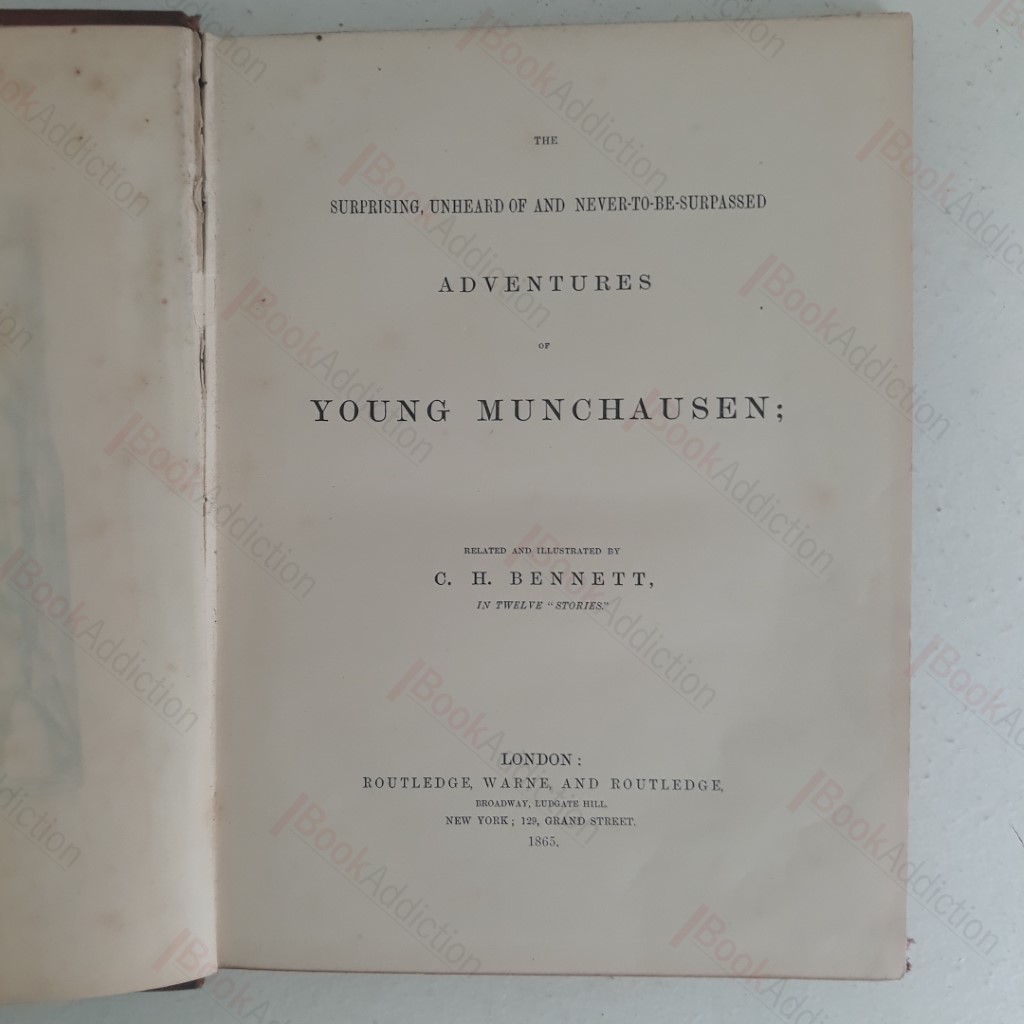 THE
SURPRISING, UNHEARD OF AND NEVER-TO-BE-SURPASSED
ADVENTURES
OF
YOUNG MUNCHAUSEN;
RELATED AND ILLUSTRATED BY
C. H. BENNETT,
IN TWELVE "STORIES."
LONDON:
ROUTLEDGE, WARNE, AND ROUTLEDGE,
BROADWAY, LUDGATE HILL.
NEW YORK; 129, GRAND STREET.
1865.
BookAddiction